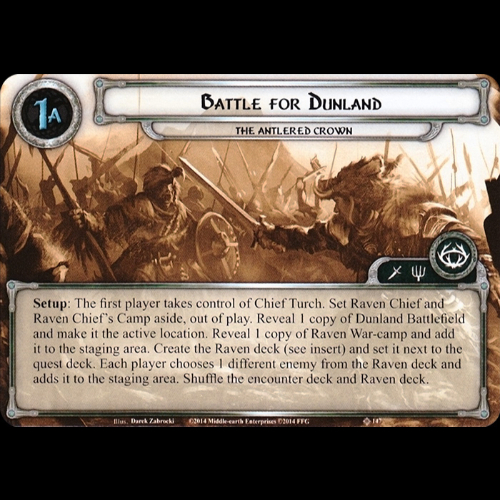 1A
Battle for Dunland
The Antlered Crown
Setup: The first player takes control of Chief Turch. Set Raven Chief and
Raven Chief's Camp aside, out of play. Reveal 1 copy of Dunland Battlefield
and make it the active location. Reveal 1 copy of Raven War-camp and add
it to the staging area. Create the Raven deck (see insert) and set it next to the
quest deck. Each player chooses 1 different enemy from the Raven deck and
adds it to the staging area. Shuffle the encounter deck and Raven deck.
Illus. Darek Zabrocki ©2014 Middle-earth Enterprises ©2014 FFG